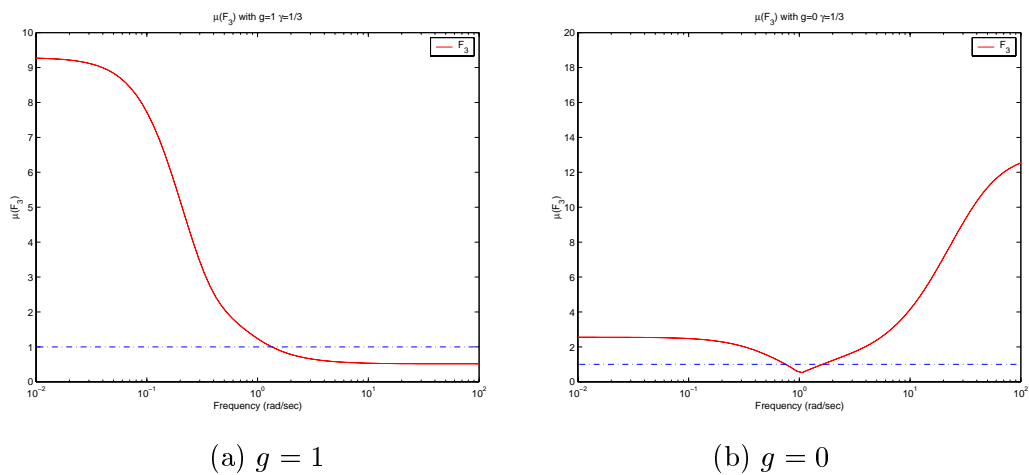 μ(F₃) with g=1 γ=1/3
10
9
8
7
6
5
4
3
2
1
0
μ(F₃)
F₃
10⁻² 10⁻¹ 10⁰ 10¹ 10²
Frequency (rad/sec)
(a) g = 1
μ(F₃) with g=0 γ=1/3
20
18
16
14
12
10
8
6
4
2
0
μ(F₃)
F₃
10⁻² 10⁻¹ 10⁰ 10¹ 10²
Frequency (rad/sec)
(b) g = 0